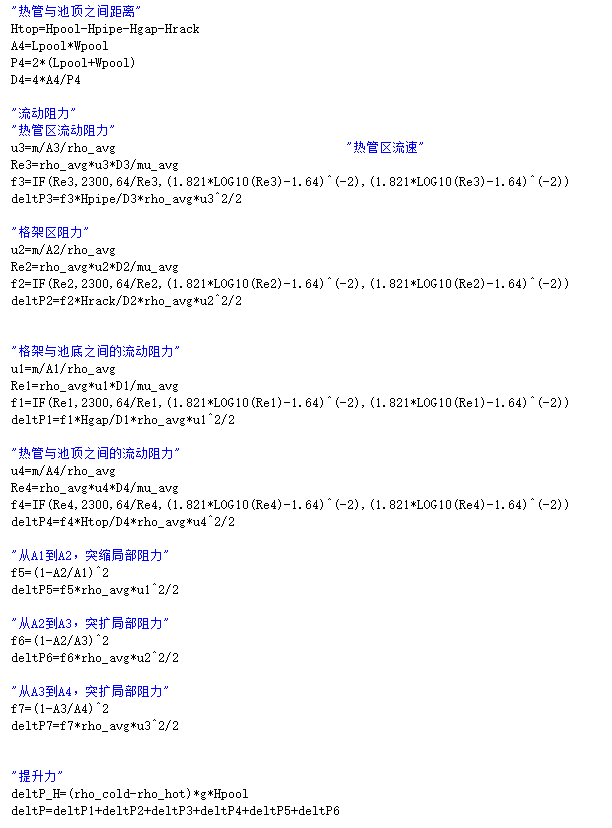 "热管与池顶之间距离"
Htop=Hpool-Hpipe-Hgap-Hrack
A4=Lpool*Wpool
P4=2*(Lpool+Wpool)
D4=4*A4/P4
"流动阻力"
"热管区流动阻力"
u3=m/A3/rho_avg "热管区流速"
Re3=rho_avg*u3*D3/mu_avg
f3=IF(Re3,2300,64/Re3,(1.821*LOG10(Re3)-1.64)^(-2),(1.821*LOG10(Re3)-1.64)^(-2))
deltP3=f3*Hpipe/D3*rho_avg*u3^2/2
"格架区阻力"
u2=m/A2/rho_avg
Re2=rho_avg*u2*D2/mu_avg
f2=IF(Re2,2300,64/Re2,(1.821*LOG10(Re2)-1.64)^(-2),(1.821*LOG10(Re2)-1.64)^(-2))
deltP2=f2*Hrack/D2*rho_avg*u2^2/2
"格架与池底之间的流动阻力"
u1=m/A1/rho_avg
Re1=rho_avg*u1*D1/mu_avg
f1=IF(Re1,2300,64/Re1,(1.821*LOG10(Re1)-1.64)^(-2),(1.821*LOG10(Re1)-1.64)^(-2))
deltP1=f1*Hgap/D1*rho_avg*u1^2/2
"热管与池顶之间的流动阻力"
u4=m/A4/rho_avg
Re4=rho_avg*u4*D4/mu_avg
f4=IF(Re4,2300,64/Re4,(1.821*LOG10(Re4)-1.64)^(-2),(1.821*LOG10(Re4)-1.64)^(-2))
deltP4=f4*Htop/D4*rho_avg*u4^2/2
"从A1到A2，突缩局部阻力"
f5=(1-A2/A1)^2
deltP5=f5*rho_avg*u1^2/2
"从A2到A3，突扩局部阻力"
f6=(1-A2/A3)^2
deltP6=f6*rho_avg*u2^2/2
"从A3到A4，突扩局部阻力"
f7=(1-A3/A4)^2
deltP7=f7*rho_avg*u3^2/2
"提升力"
deltP_H=(rho_cold-rho_hot)*g*Hpool
deltP=deltP1+deltP2+deltP3+deltP4+deltP5+deltP6